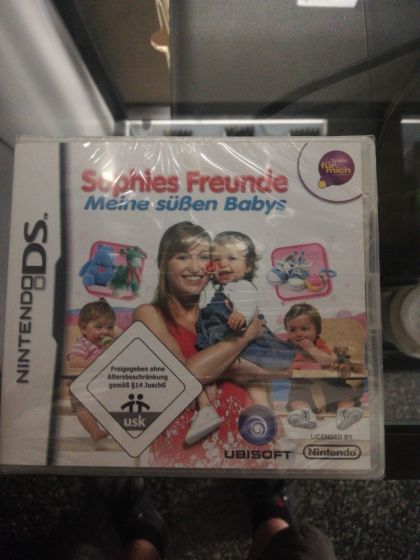 Sophies Freunde
Meine süßen Babys
Spiele
für
mich
NINTENDO DS™
Freigegeben ohne
Altersbeschränkung
gemäß §14 JuschG
usk
UBISOFT
LICENSED BY
Nintendo